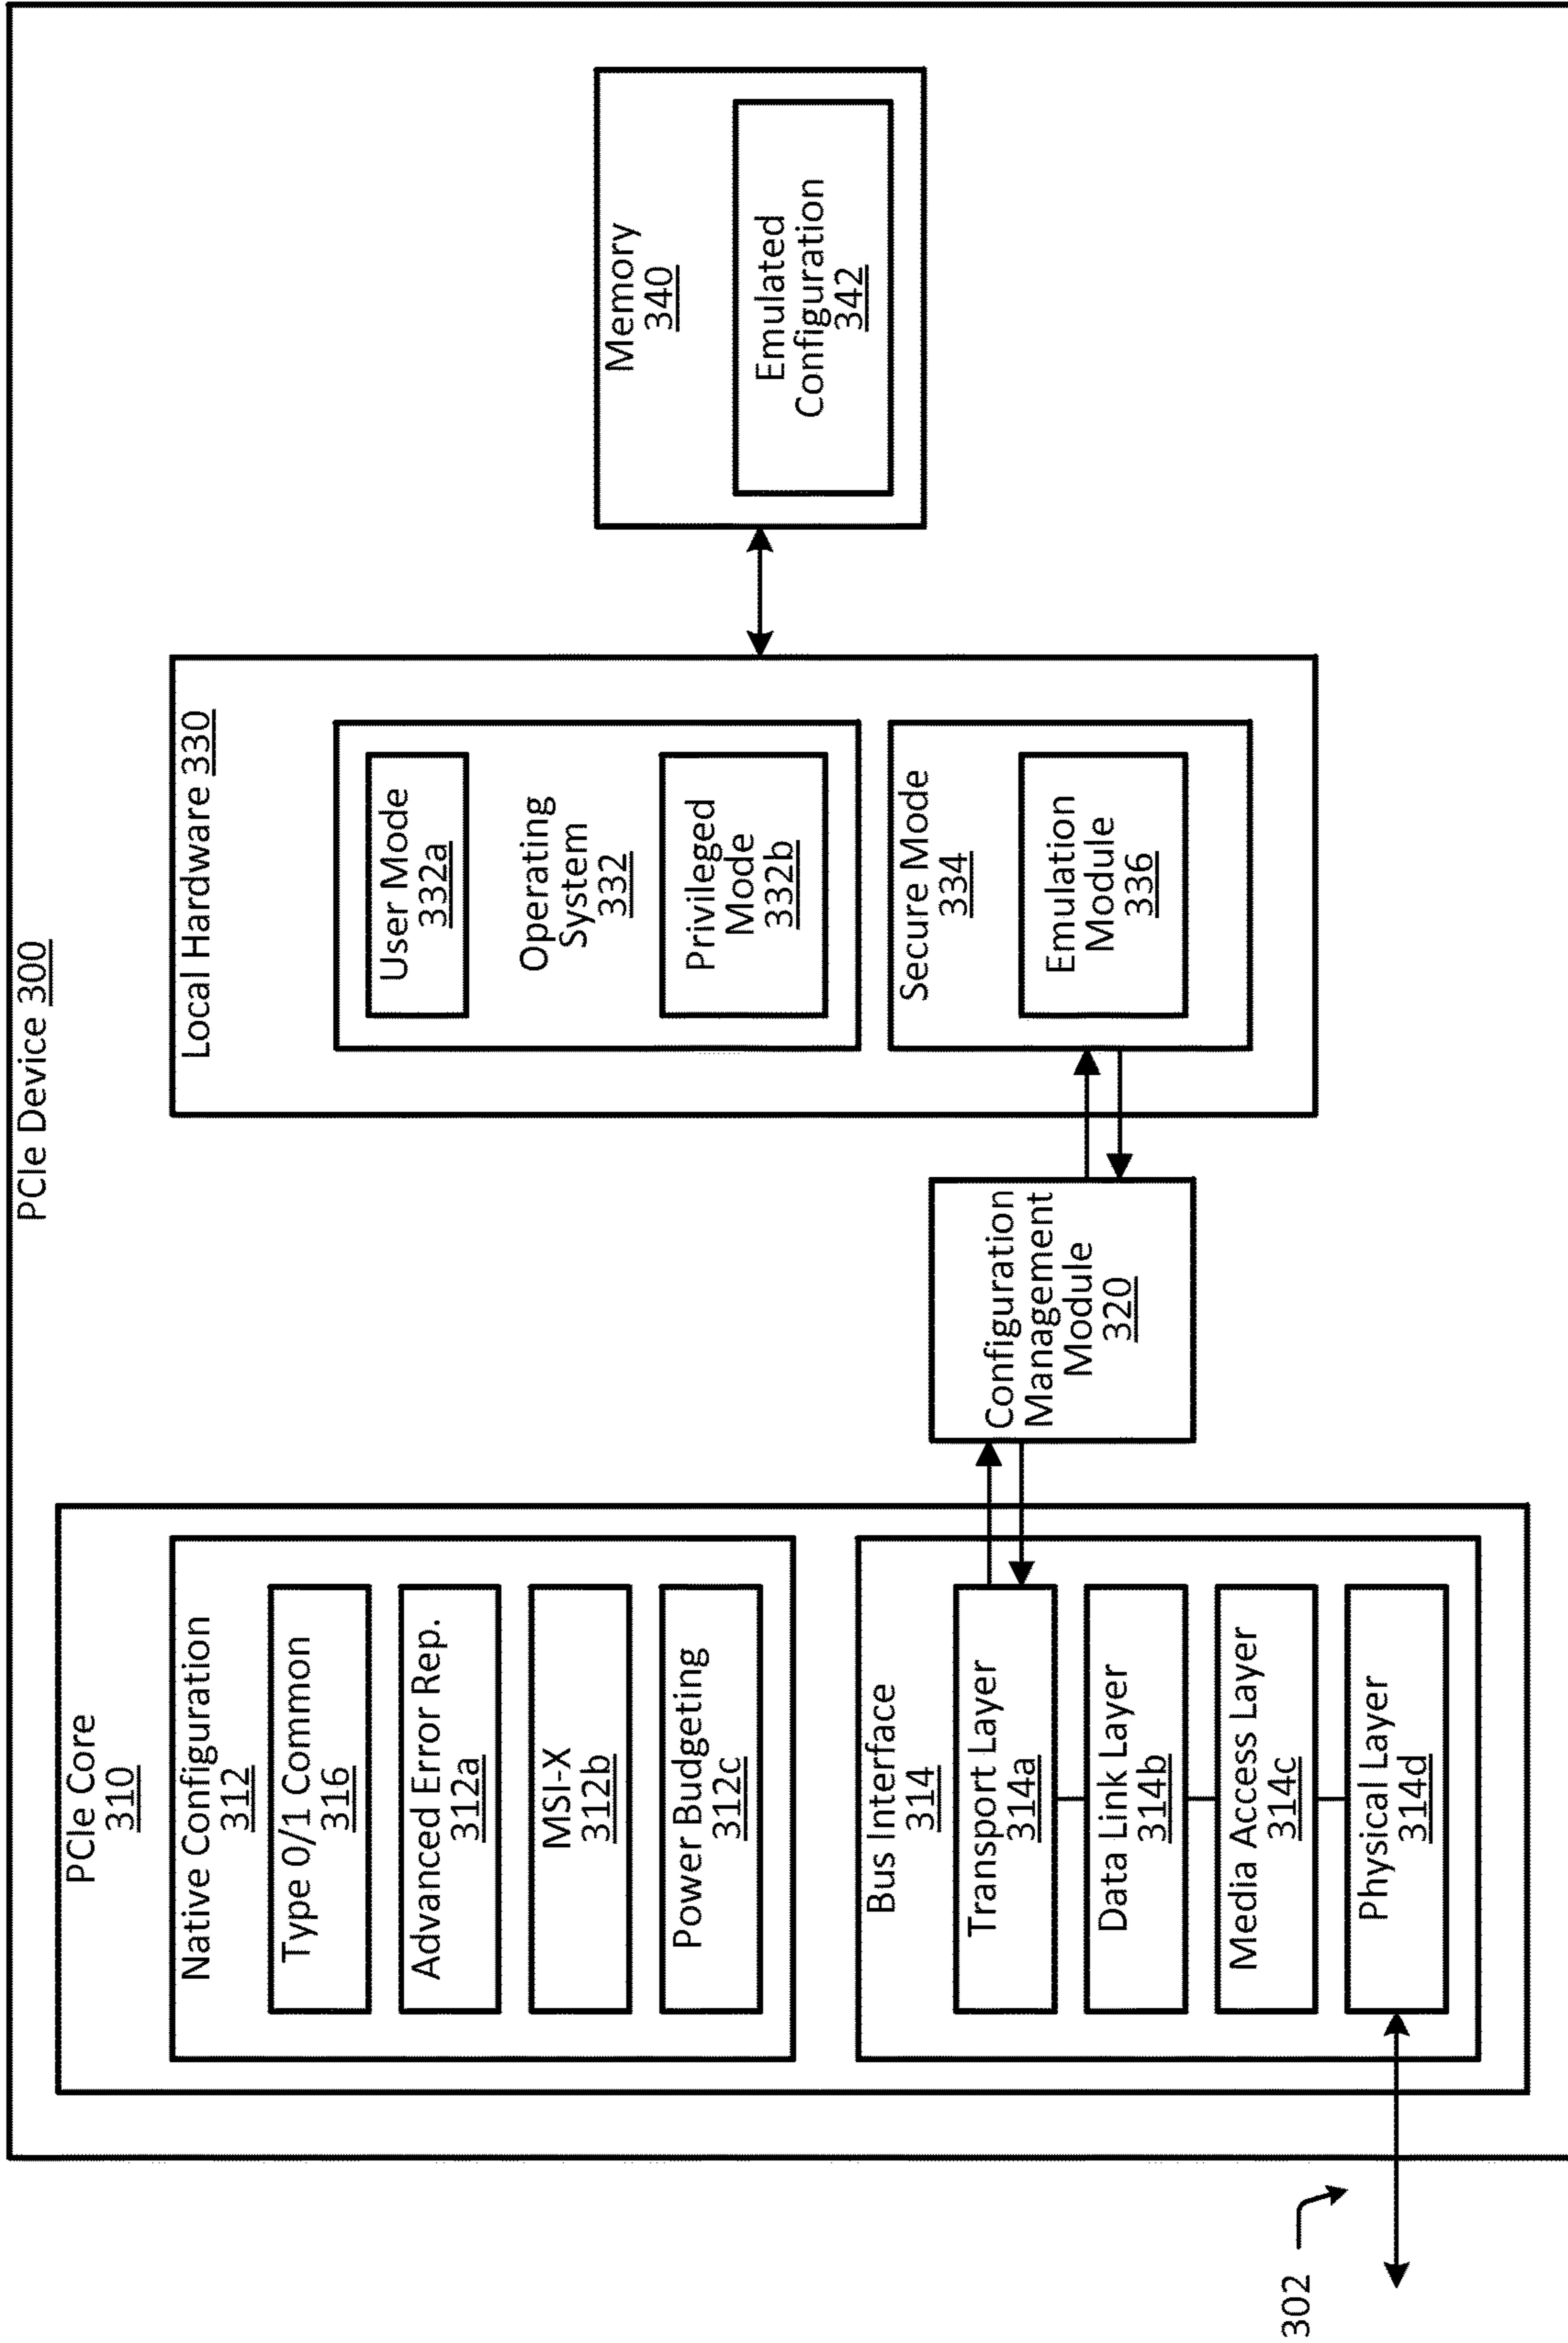 PCIe Device 300
PCIe Core
310
Native Configuration
312
Type 0/1 Common
316
Advanced Error Rep.
312a
MSI-X
312b
Power Budgeting
312c
Bus Interface
314
Transport Layer
314a
Data Link Layer
314b
Media Access Layer
314c
Physical Layer
314d
302
Configuration
Management
Module
320
Local Hardware 330
User Mode
332a
Operating
System
332
Privileged
Mode
332b
Secure Mode
334
Emulation
Module
336
Memory
340
Emulated
Configuration
342